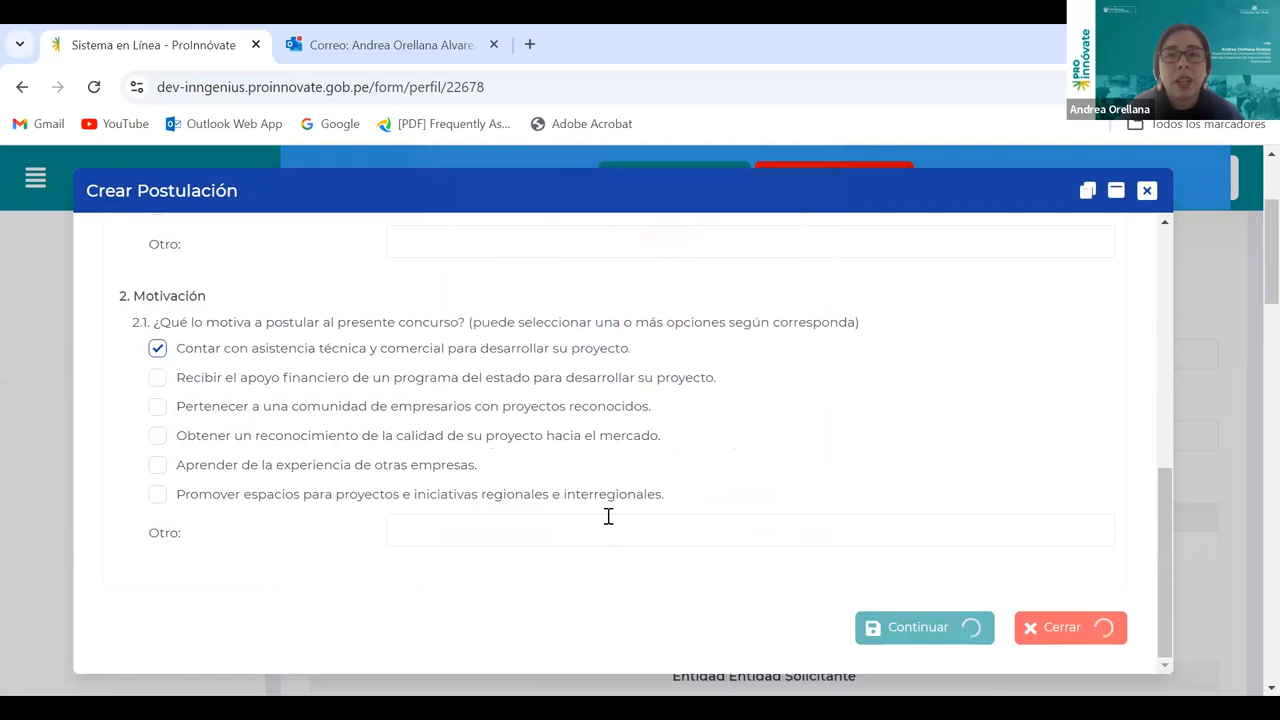 Sistema en Línea - ProInnóvate
Correo: Andrea Orellana Alvare
dev-inngenius.proinnovate.gob.pe/form/perfil/22678
Gmail
YouTube
Outlook Web App
Google
Adobe Acrobat
Todos los marcadores
PRO
innóvate
Andrea Orellana Alvarez
Andrea Orellana
Crear Postulación
Otro:
2. Motivación
2.1. ¿Qué lo motiva a postular al presente concurso? (puede seleccionar una o más opciones según corresponda)
Contar con asistencia técnica y comercial para desarrollar su proyecto.
Recibir el apoyo financiero de un programa del estado para desarrollar su proyecto.
Pertenecer a una comunidad de empresarios con proyectos reconocidos.
Obtener un reconocimiento de la calidad de su proyecto hacia el mercado.
Aprender de la experiencia de otras empresas.
Promover espacios para proyectos e iniciativas regionales e interregionales.
Otro:
Continuar
Cerrar
Entidad Entidad Solicitante